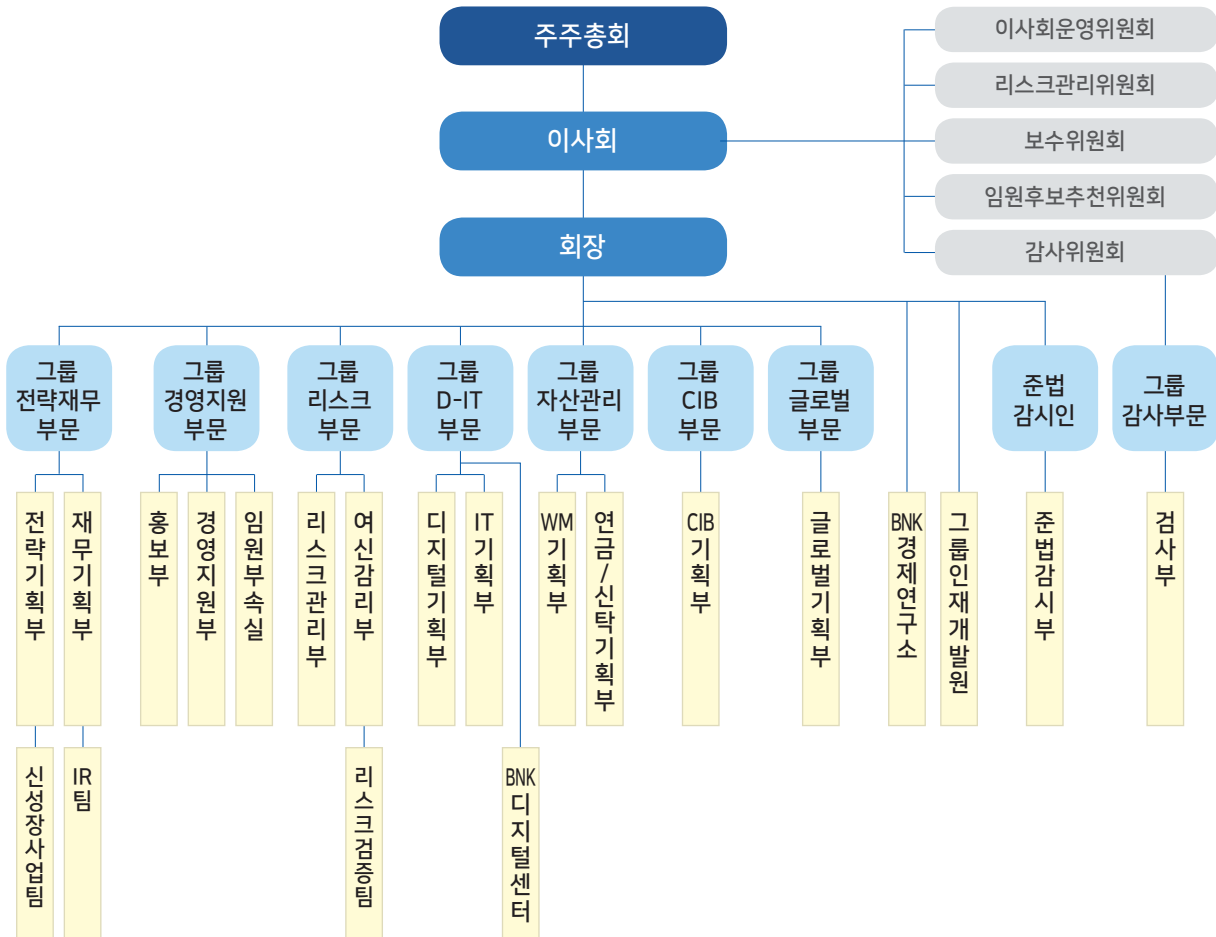 주주총회
이사회
회장
이사회운영위원회
리스크관리위원회
보수위원회
임원후보추천위원회
감사위원회
그룹
전략재무
부문
그룹
경영지원
부문
그룹
리스크
부문
그룹
D-IT
부문
그룹
자산관리
부문
그룹
CIB
부문
그룹
글로벌
부문
준법
감시인
그룹
감사부문
전략기획부
재무기획부
홍보부
경영지원부
임원부속실
리스크관리부
여신감리부
디지털기획부
IT기획부
WM기획부
연금/신탁기획부
CIB기획부
글로벌기획부
BNK경제연구소
그룹인재개발원
준법감시부
검사부
신성장사업팀
IR팀
리스크검증팀
BNK디지털센터